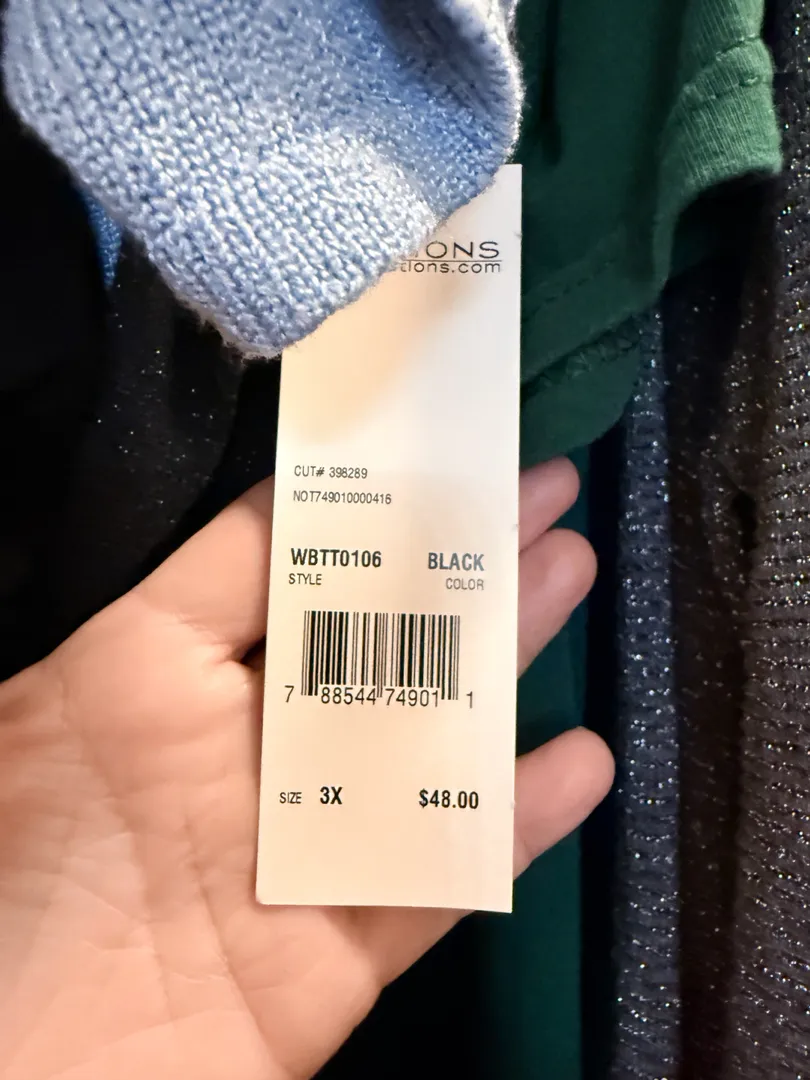 CUT# 398289
NOT749010000416
WBTT0106 BLACK
STYLE COLOR
7 88544 74901 1
SIZE 3X $48.00